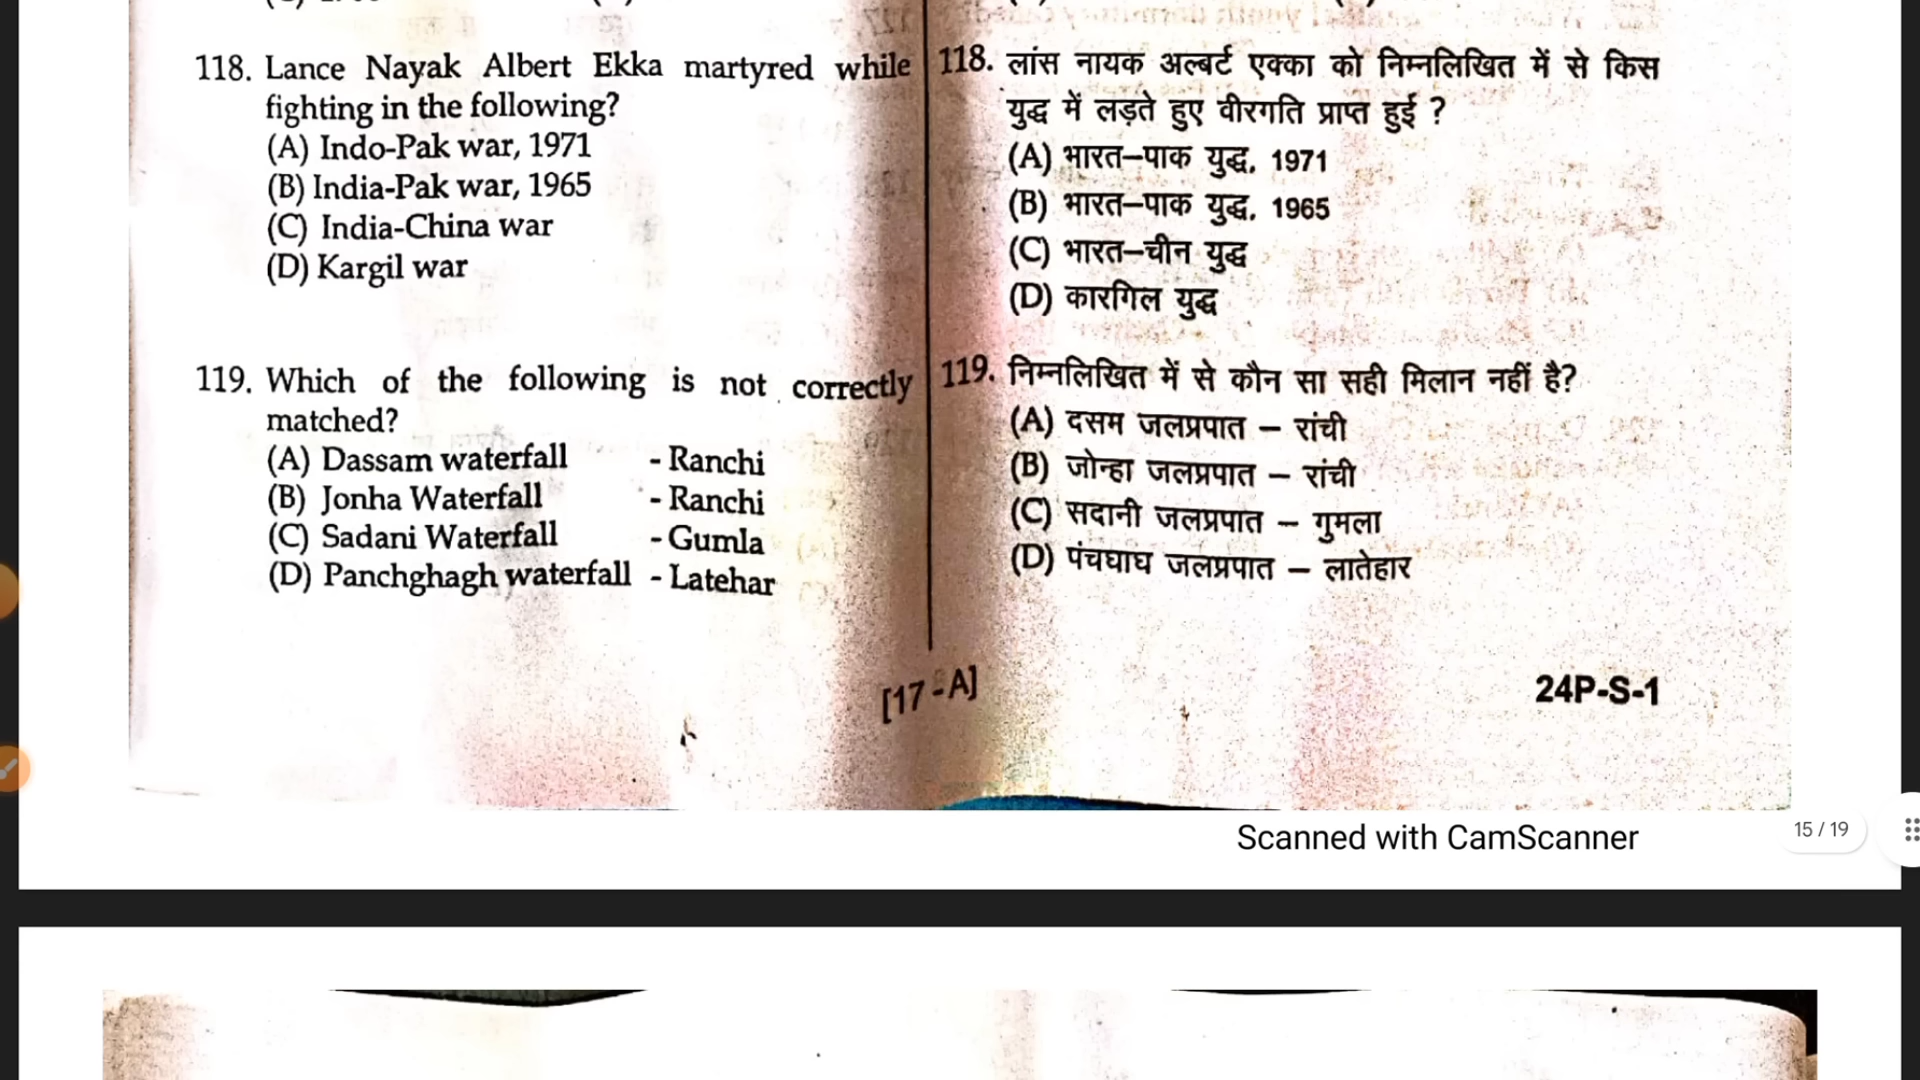 118. Lance Nayak Albert Ekka martyred while
fighting in the following?
(A) Indo-Pak war, 1971
(B) India-Pak war, 1965
(C) India-China war
(D) Kargil war
119. Which of the following is not correctly
matched?
(A) Dassam waterfall - Ranchi
(B) Jonha Waterfall - Ranchi
(C) Sadani Waterfall - Gumla
(D) Panchghagh waterfall - Latehar
118. लांस नायक अल्बर्ट एक्का को निम्नलिखित में से किस
युद्ध में लड़ते हुए वीरगति प्राप्त हुई ?
(A) भारत–पाक युद्ध, 1971
(B) भारत–पाक युद्ध, 1965
(C) भारत–चीन युद्ध
(D) कारगिल युद्ध
119. निम्नलिखित में से कौन सा सही मिलान नहीं है?
(A) दसम जलप्रपात – रांची
(B) जोन्हा जलप्रपात – रांची
(C) सदानी जलप्रपात – गुमला
(D) पंचघाघ जलप्रपात – लातेहार
[17-A]
24P-S-1
Scanned with CamScanner
15 / 19